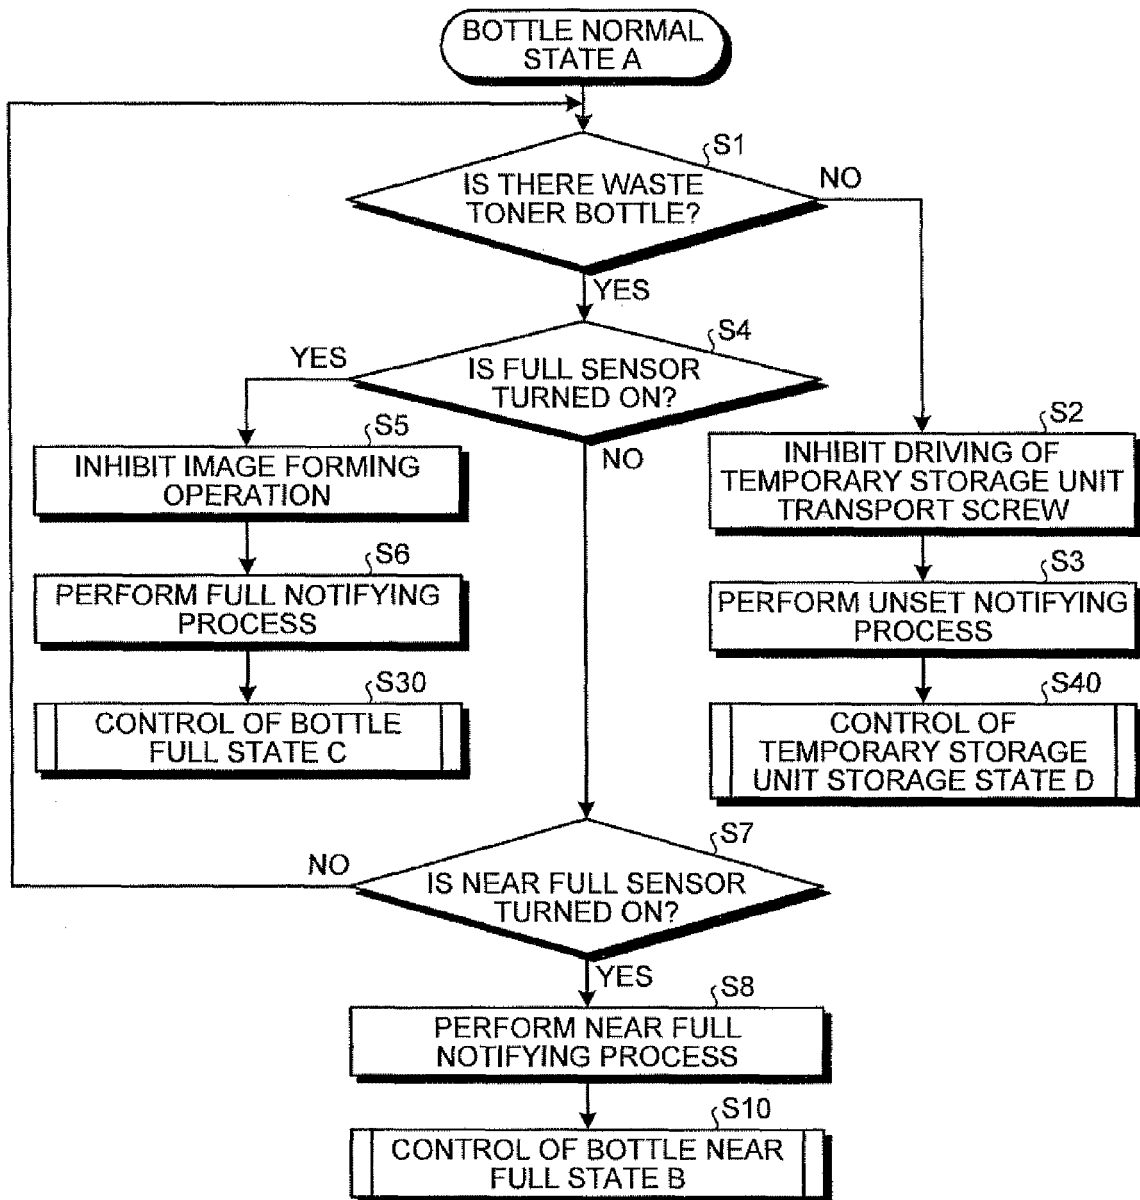 BOTTLE NORMAL
STATE A
S1
IS THERE WASTE
TONER BOTTLE?
NO
YES
S4
IS FULL SENSOR
TURNED ON?
YES
NO
S5
INHIBIT IMAGE FORMING
OPERATION
S2
INHIBIT DRIVING OF
TEMPORARY STORAGE UNIT
TRANSPORT SCREW
S6
PERFORM FULL NOTIFYING
PROCESS
S3
PERFORM UNSET NOTIFYING
PROCESS
S30
CONTROL OF BOTTLE
FULL STATE C
S40
CONTROL OF
TEMPORARY STORAGE
UNIT STORAGE STATE D
S7
IS NEAR FULL SENSOR
TURNED ON?
NO
YES
S8
PERFORM NEAR FULL
NOTIFYING PROCESS
S10
CONTROL OF BOTTLE NEAR
FULL STATE B